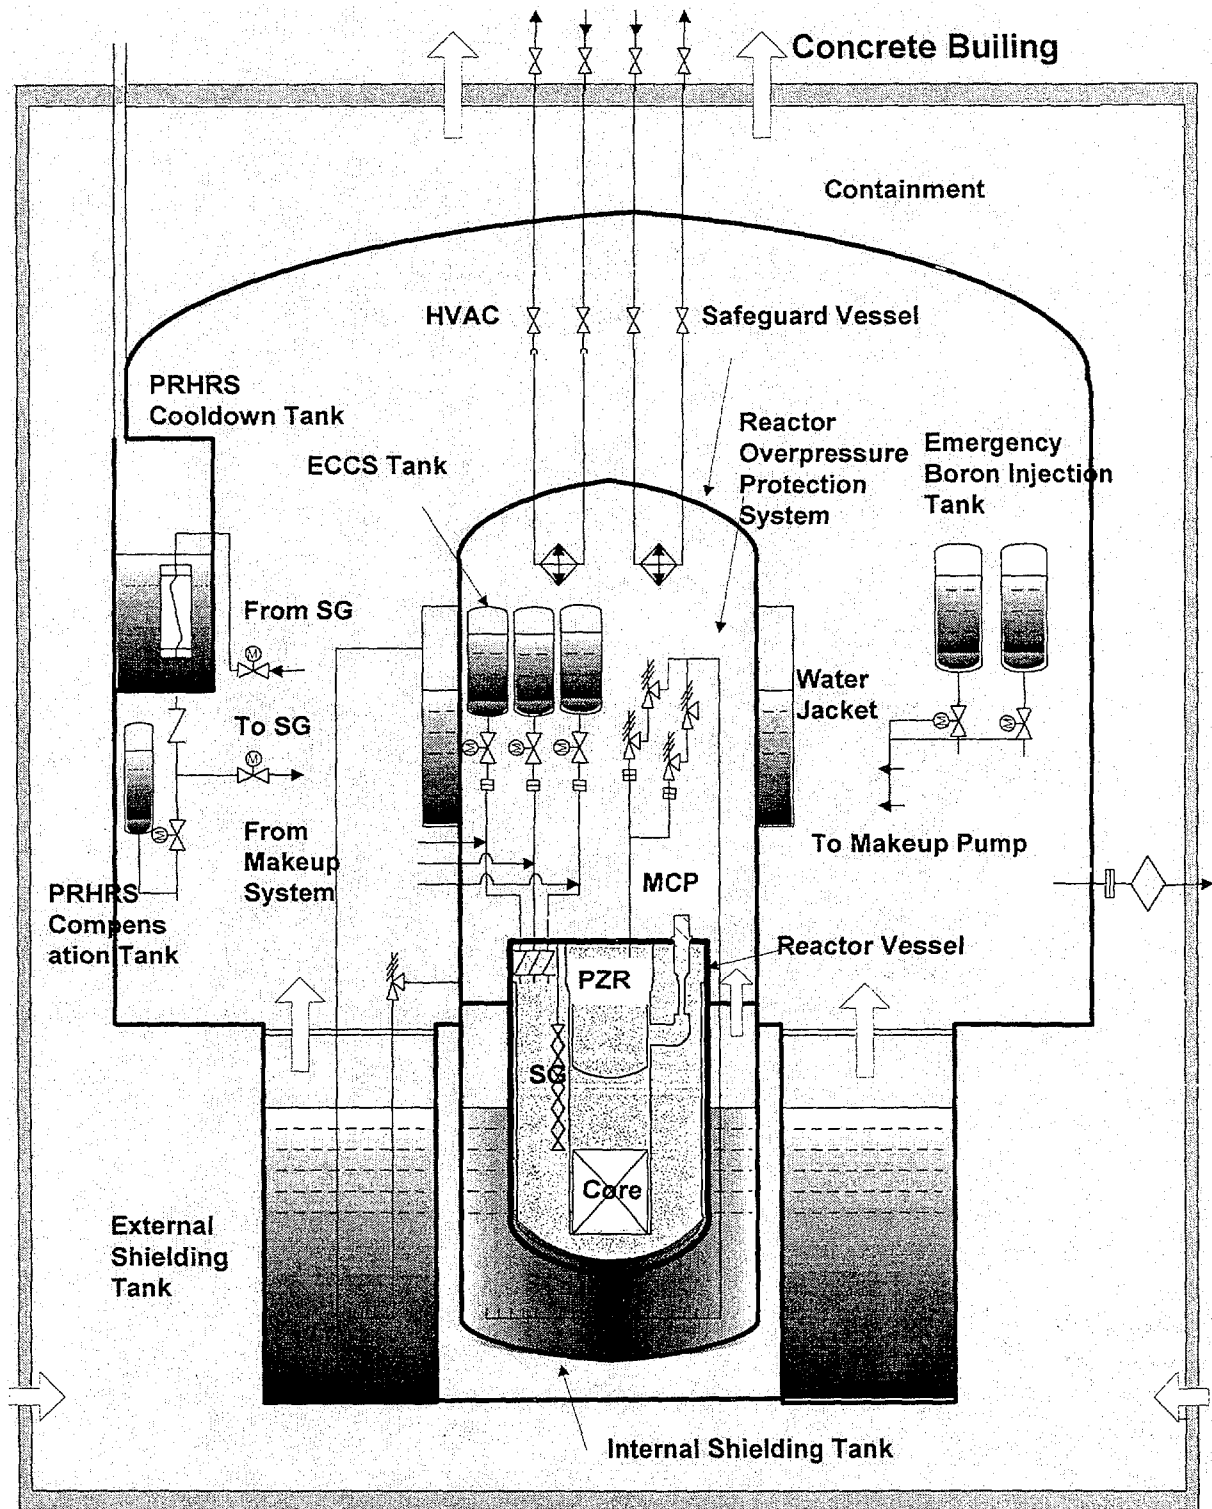 Concrete Builing
Containment
HVAC
Safeguard Vessel
PRHRS
Cooldown Tank
ECCS Tank
Reactor
Overpressure
Protection
System
Emergency
Boron Injection
Tank
From SG
M
M
M
M
M
M
M
To SG
M
M
Water
Jacket
From
Makeup
System
To Makeup Pump
PRHRS
Compens
ation Tank
MCP
Reactor Vessel
PZR
SG
Core
External
Shielding
Tank
Internal Shielding Tank